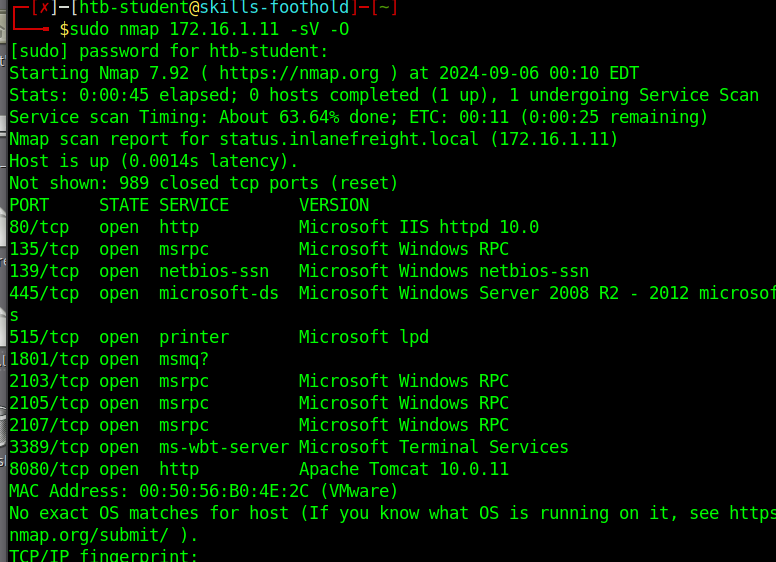 ┌─[✗]─[htb-student@skills-foothold]─[~]
└──╼ $sudo nmap 172.16.1.11 -sV -O
[sudo] password for htb-student:
Starting Nmap 7.92 ( https://nmap.org ) at 2024-09-06 00:10 EDT
Stats: 0:00:45 elapsed; 0 hosts completed (1 up), 1 undergoing Service Scan
Service scan Timing: About 63.64% done; ETC: 00:11 (0:00:25 remaining)
Nmap scan report for status.inlanefreight.local (172.16.1.11)
Host is up (0.0014s latency).
Not shown: 989 closed tcp ports (reset)
PORT     STATE SERVICE       VERSION
80/tcp   open  http          Microsoft IIS httpd 10.0
135/tcp  open  msrpc         Microsoft Windows RPC
139/tcp  open  netbios-ssn   Microsoft Windows netbios-ssn
445/tcp  open  microsoft-ds  Microsoft Windows Server 2008 R2 - 2012 microsof
s
515/tcp  open  printer       Microsoft lpd
1801/tcp open  msmq?
2103/tcp open  msrpc         Microsoft Windows RPC
2105/tcp open  msrpc         Microsoft Windows RPC
2107/tcp open  msrpc         Microsoft Windows RPC
3389/tcp open  ms-wbt-server Microsoft Terminal Services
8080/tcp open  http          Apache Tomcat 10.0.11
MAC Address: 00:50:56:B0:4E:2C (VMware)
No exact OS matches for host (If you know what OS is running on it, see https
nmap.org/submit/ ).
TCP/IP fingerprint: